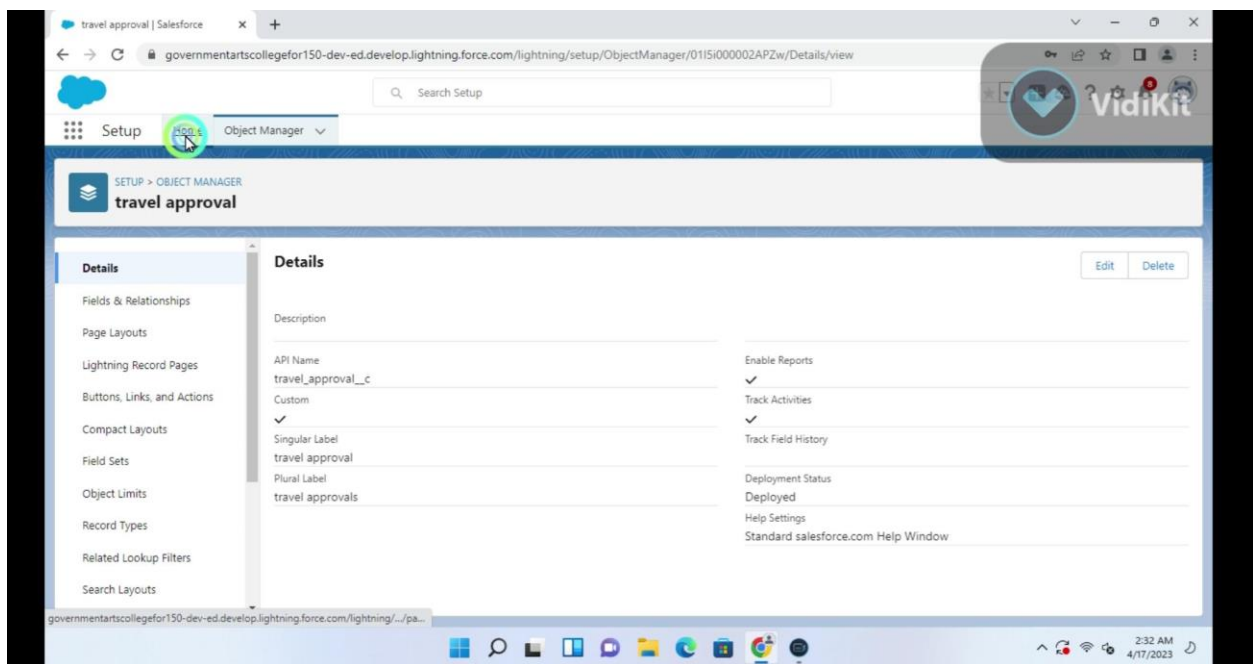 travel approval | Salesforce
governmentartscollegefor150-dev-ed.develop.lightning.force.com/lightning/setup/ObjectManager/01I5i000002APZw/Details/view
Search Setup
8
VidiKit
Setup
Object Manager
SETUP > OBJECT MANAGER
travel approval
Details
Fields & Relationships
Page Layouts
Lightning Record Pages
Buttons, Links, and Actions
Compact Layouts
Field Sets
Object Limits
Record Types
Related Lookup Filters
Search Layouts
Details
Edit Delete
Description
API Name
travel_approval__c
Custom
Singular Label
travel approval
Plural Label
travel approvals
Enable Reports
Track Activities
Track Field History
Deployment Status
Deployed
Help Settings
Standard salesforce.com Help Window
governmentartscollegefor150-dev-ed.develop.lightning.force.com/lightning/.../pa...
2:32 AM
4/17/2023